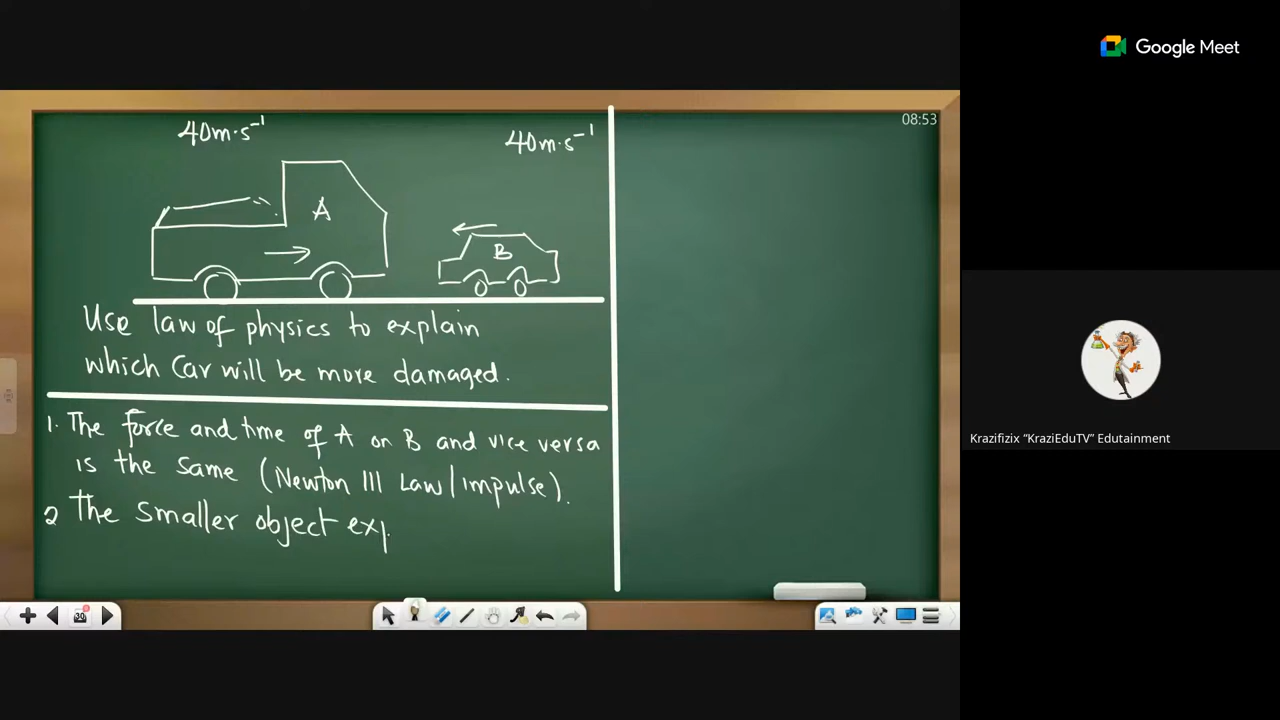 Google Meet
08:53
40m·s⁻¹
40m·s⁻¹
A
B
Use law of physics to explain
which Car will be more damaged.
1. The force and time of A on B and vice versa
is the same (Newton III Law/impulse).
2 The smaller object exp
Krazifizix "KraziEduTV" Edutainment
30